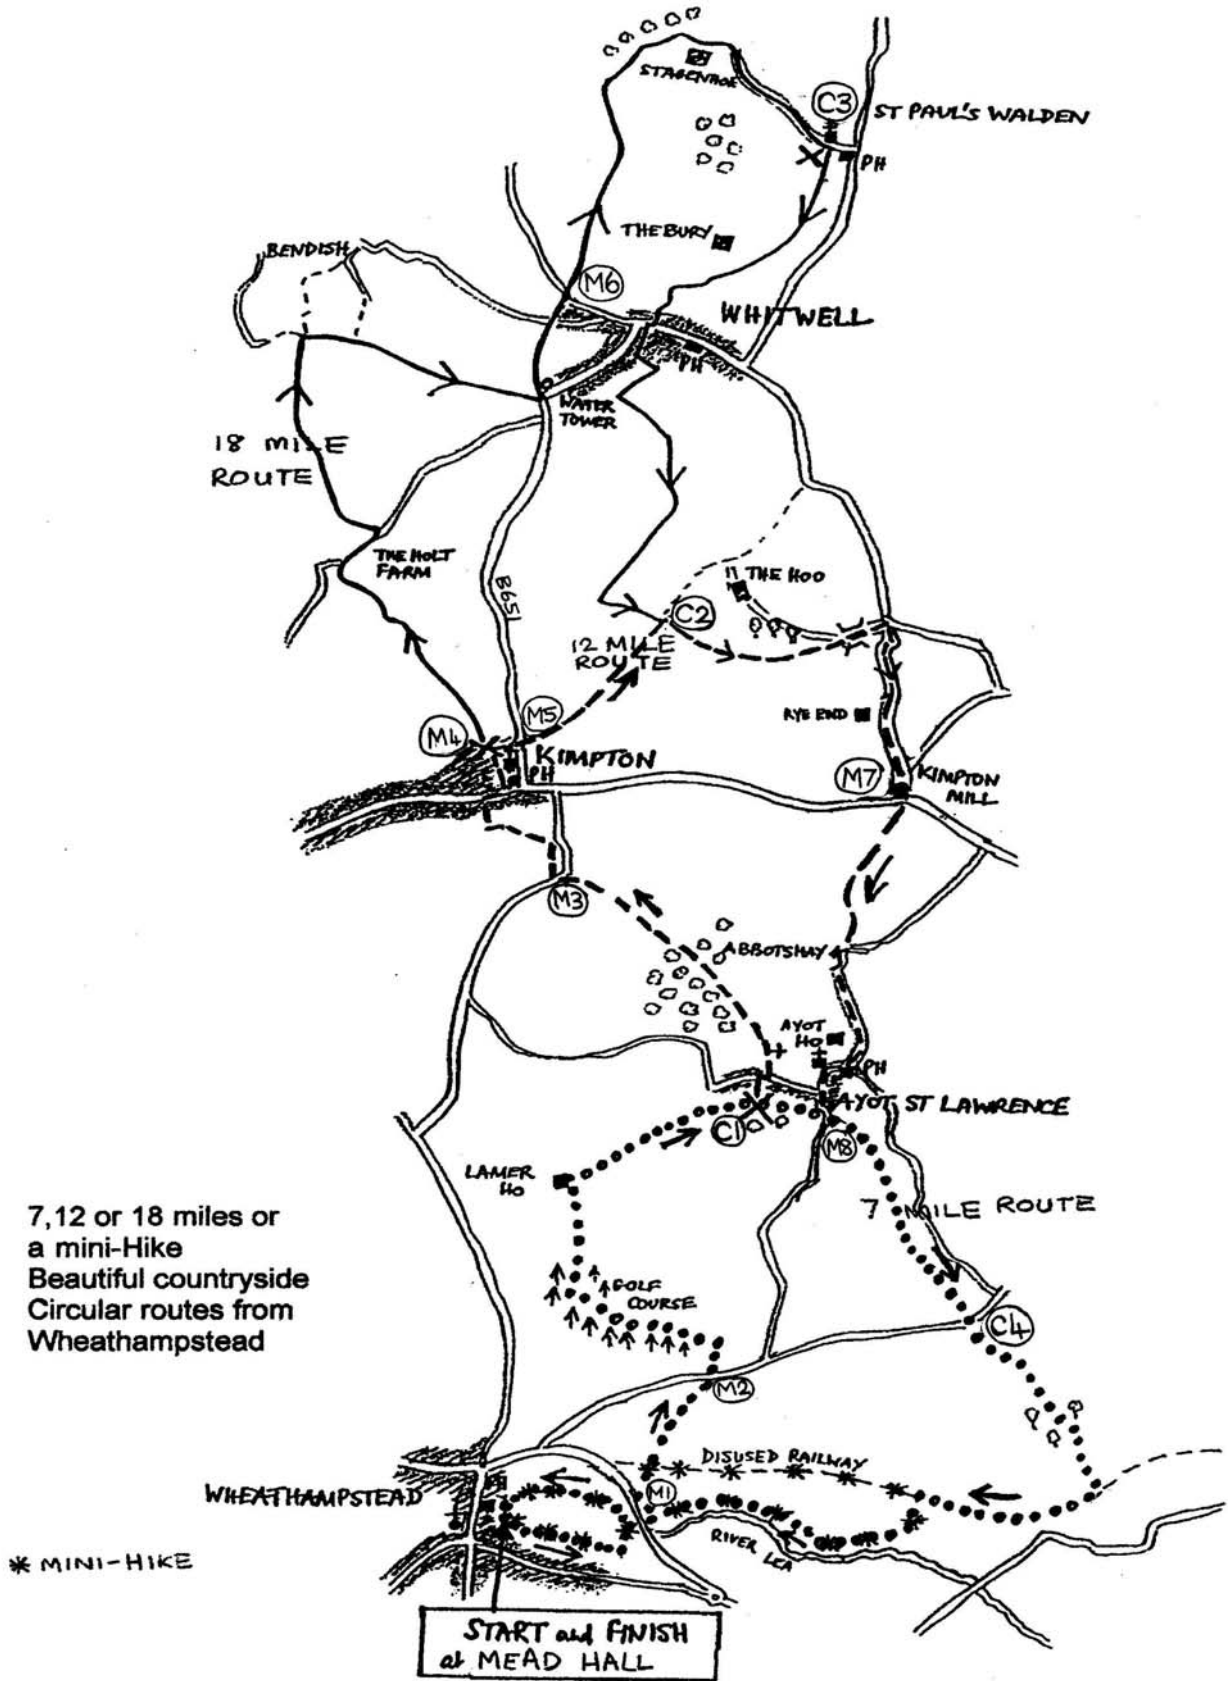 STAGENHOE
C3
ST PAUL'S WALDEN
PH
THE BURY
BENDISH
M6
WHITWELL
PH
WATER
TOWER
18 MILE
ROUTE
THE HOLT
FARM
B651
THE HOO
C2
12 MILE
ROUTE
RYE END
M5
M4
KIMPTON
PH
M7
KIMPTON
MILL
M3
ABBOTSHAY
AYOT
HO
PH
AYOT ST LAWRENCE
C1
M8
LAMER
HO
7 MILE ROUTE
7,12 or 18 miles or
a mini-Hike
Beautiful countryside
Circular routes from
Wheathampstead
GOLF
COURSE
C4
M2
DISUSED RAILWAY
WHEATHAMPSTEAD
M1
RIVER LEA
* MINI-HIKE
START and FINISH
at MEAD HALL